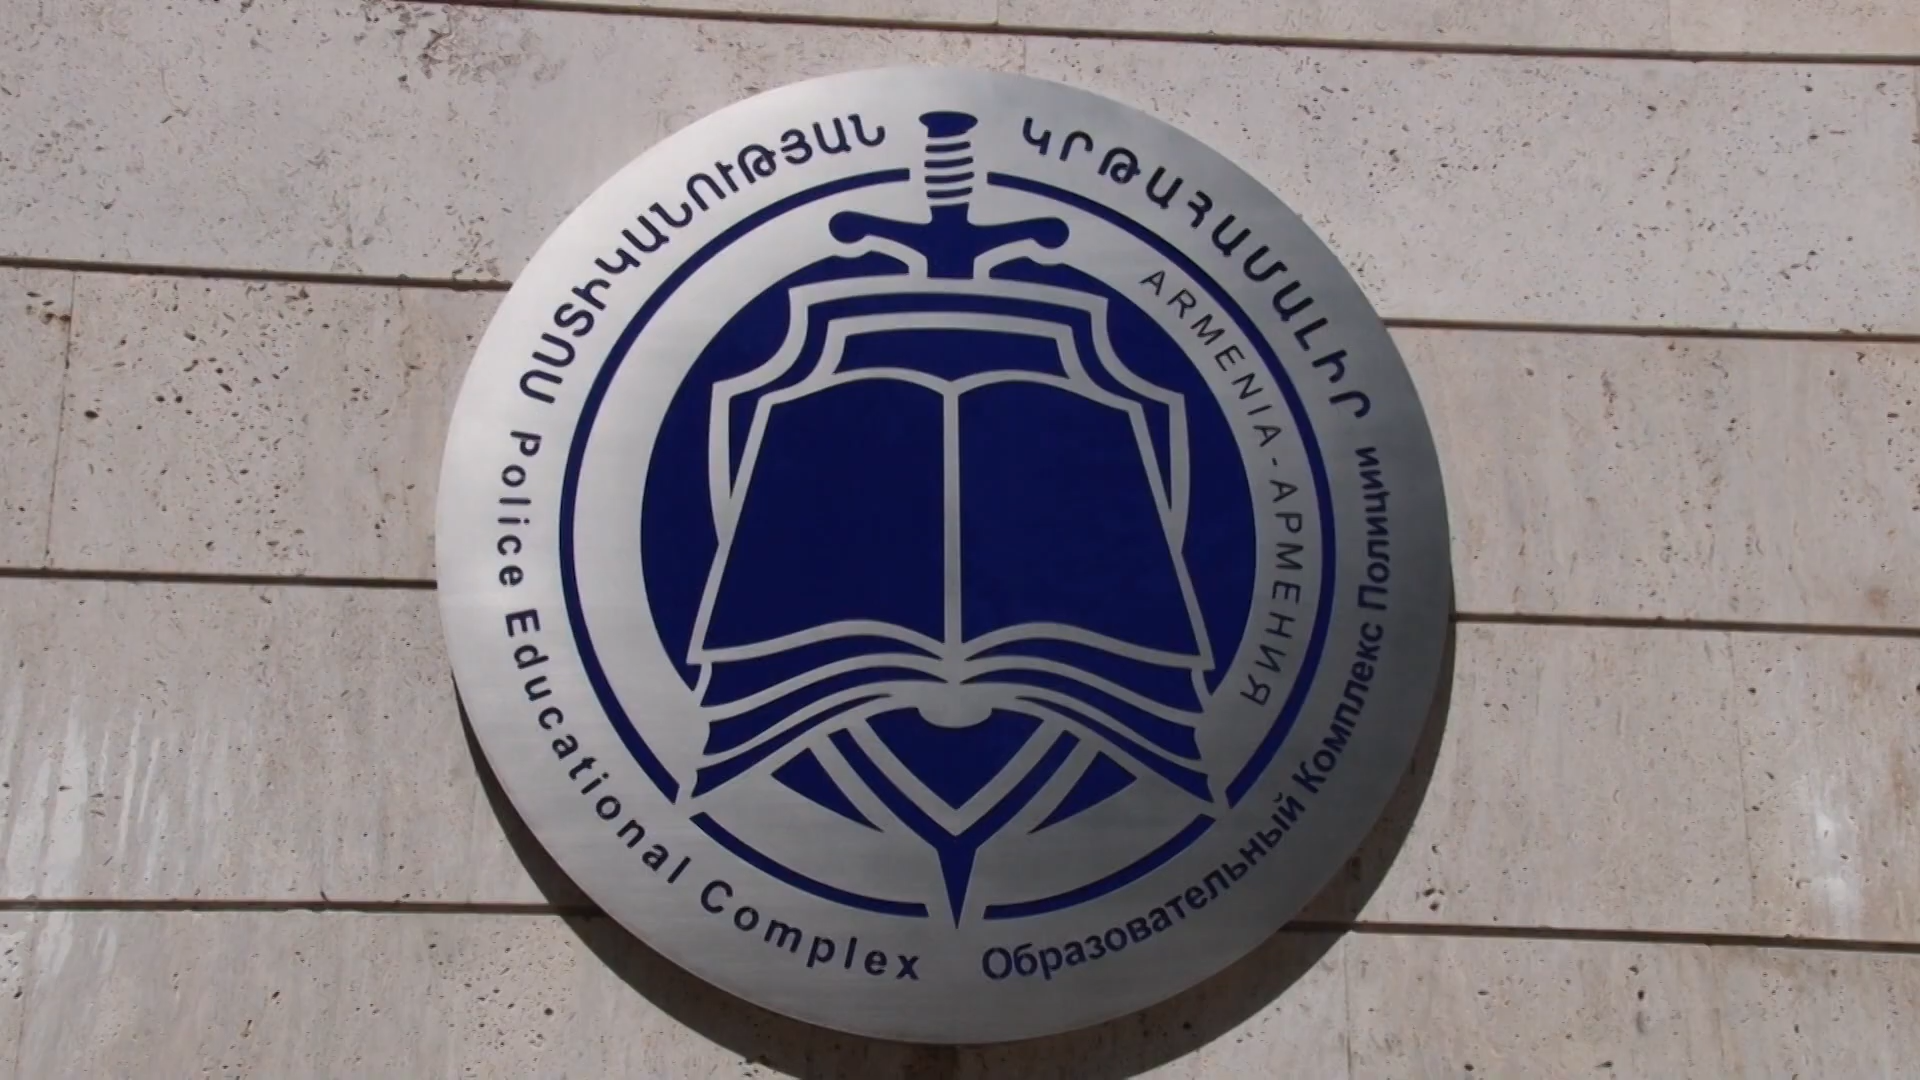 ՈՍՏԻԿԱՆՈՒԹՅԱՆ ԿՐԹԱՀԱՄԱԼԻՐ
ARMENIA-АРМЕНИЯ
Police Educational Complex
Образовательный Комплекс Полиции